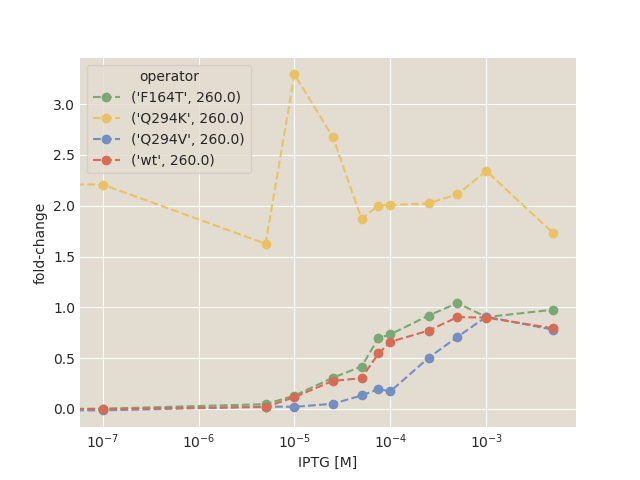 operator
('F164T', 260.0)
('Q294K', 260.0)
('Q294V', 260.0)
('wt', 260.0)
fold-change
3.0
2.5
2.0
1.5
1.0
0.5
0.0
10⁻⁷ 10⁻⁶ 10⁻⁵ 10⁻⁴ 10⁻³
IPTG [M]